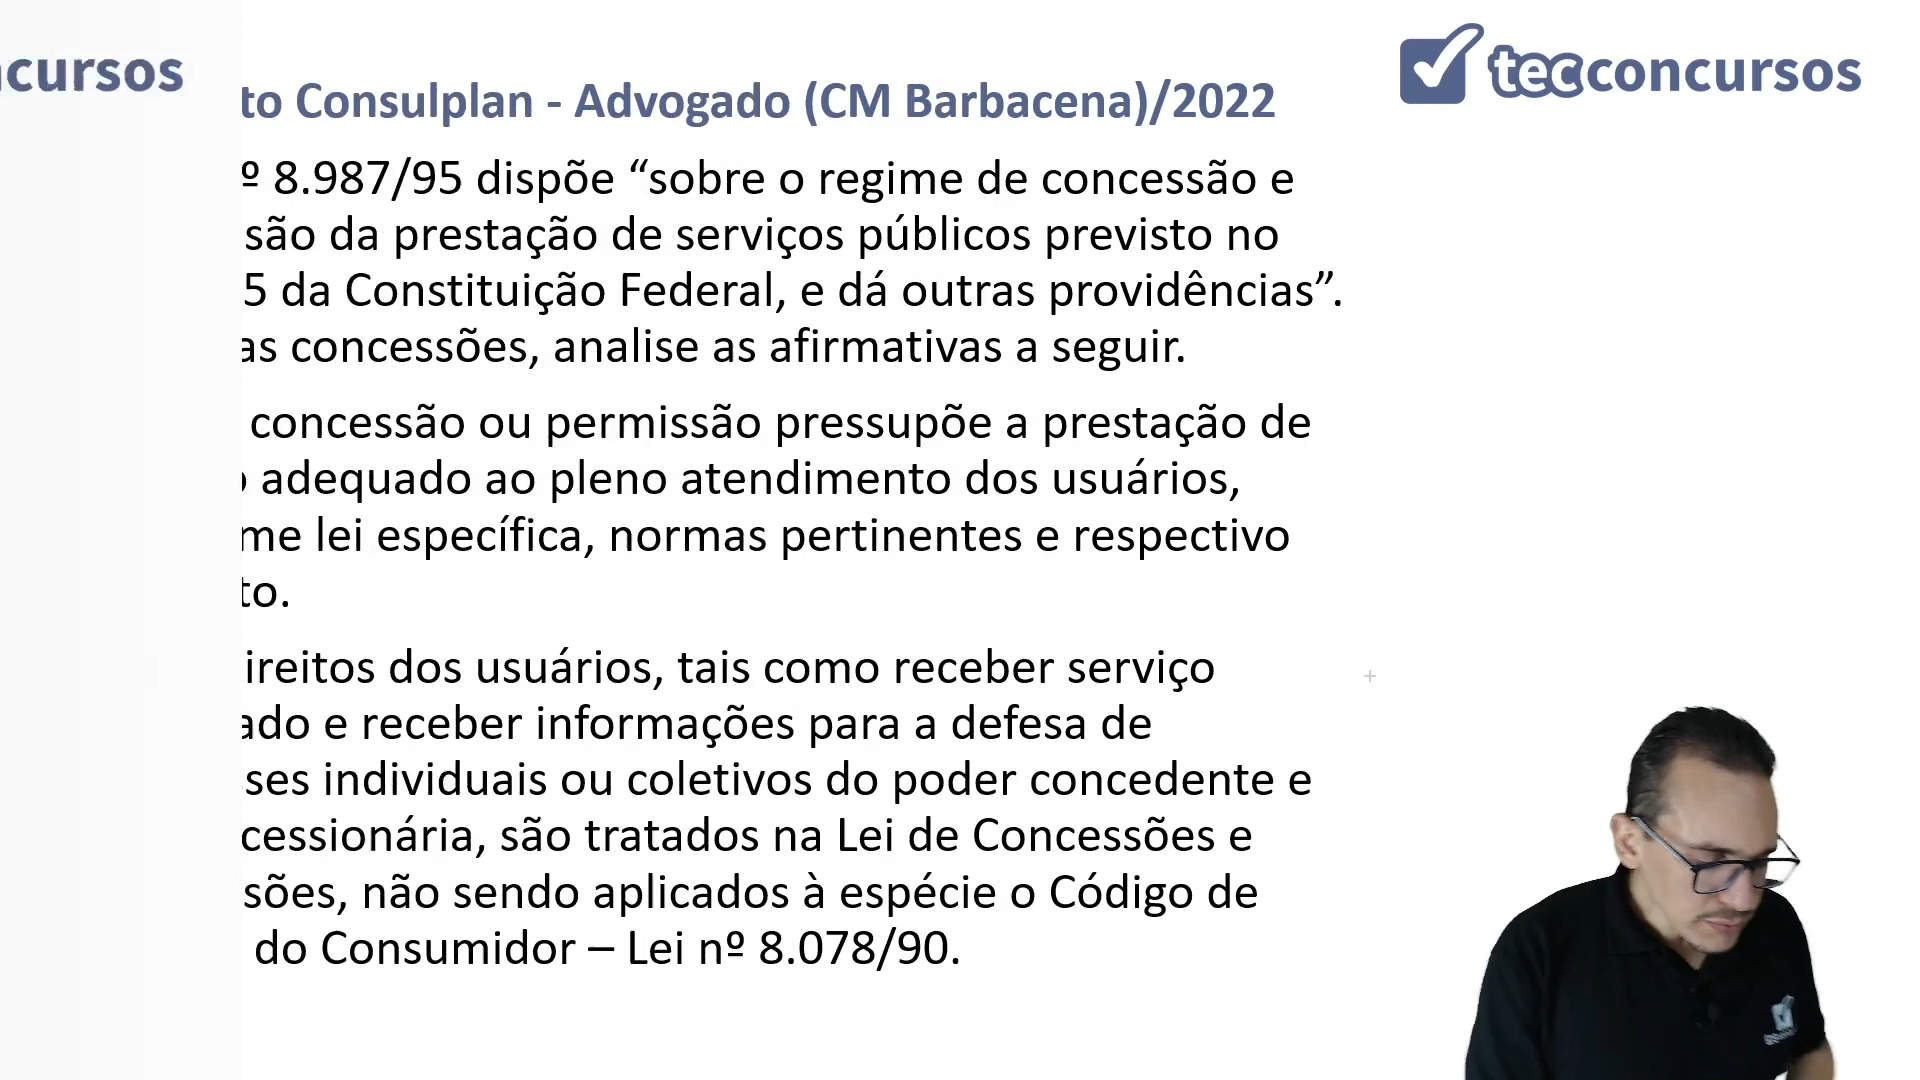 cursos
tecconcursos
to Consulplan - Advogado (CM Barbacena)/2022
º 8.987/95 dispõe “sobre o regime de concessão e
são da prestação de serviços públicos previsto no
5 da Constituição Federal, e dá outras providências”.
as concessões, analise as afirmativas a seguir.
concessão ou permissão pressupõe a prestação de
adequado ao pleno atendimento dos usuários,
me lei específica, normas pertinentes e respectivo
to.
ireitos dos usuários, tais como receber serviço
ado e receber informações para a defesa de
ses individuais ou coletivos do poder concedente e
cessionária, são tratados na Lei de Concessões e
sões, não sendo aplicados à espécie o Código de
do Consumidor – Lei nº 8.078/90.